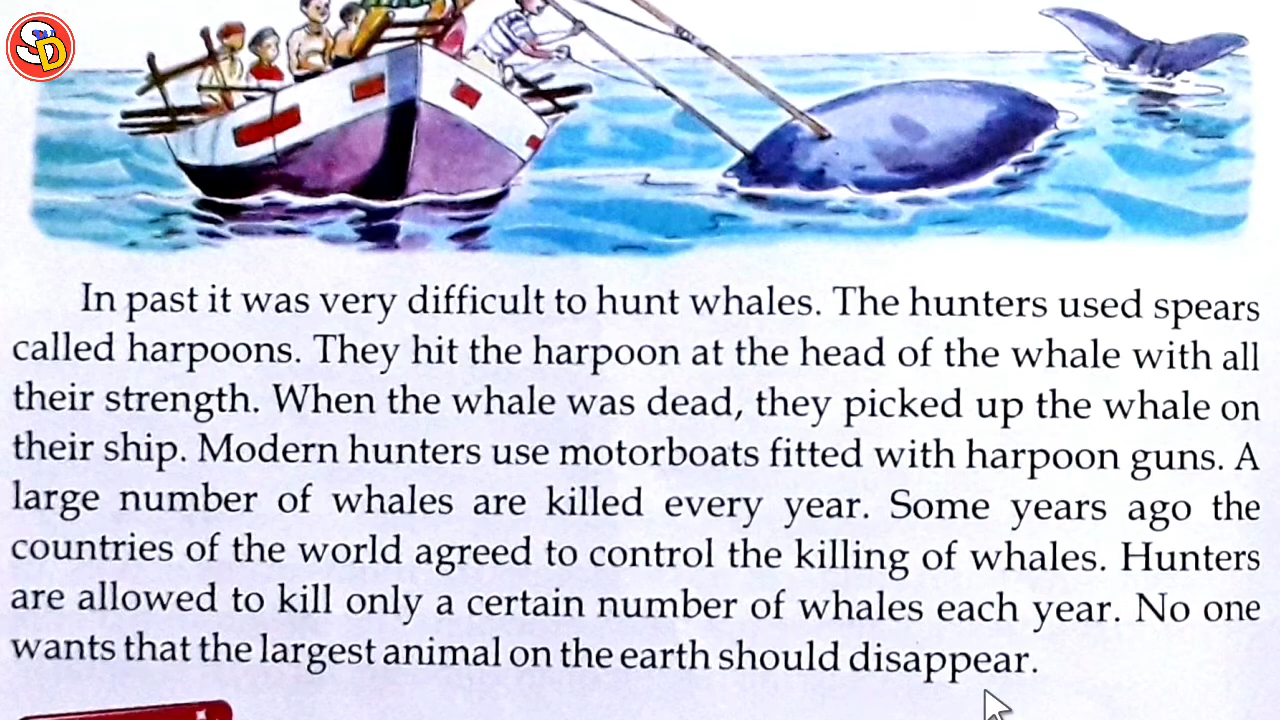 SD
In past it was very difficult to hunt whales. The hunters used spears
called harpoons. They hit the harpoon at the head of the whale with all
their strength. When the whale was dead, they picked up the whale on
their ship. Modern hunters use motorboats fitted with harpoon guns. A
large number of whales are killed every year. Some years ago the
countries of the world agreed to control the killing of whales. Hunters
are allowed to kill only a certain number of whales each year. No one
wants that the largest animal on the earth should disappear.